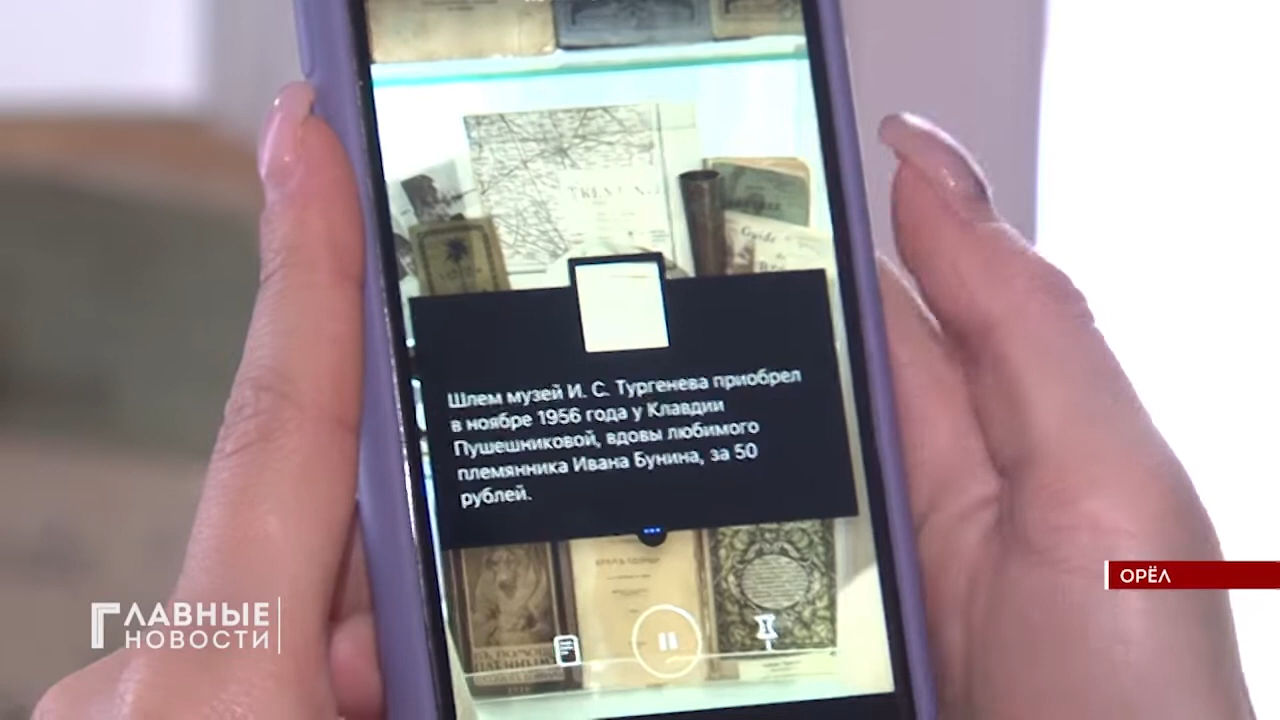 Guide
Шлем музей И. С. Тургенева приобрел
в ноябре 1956 года у Клавдии
Пушешниковой, вдовы любимого
племянника Ивана Бунина, за 50
рублей.
ОРЁЛ
ГЛАВНЫЕ
НОВОСТИ